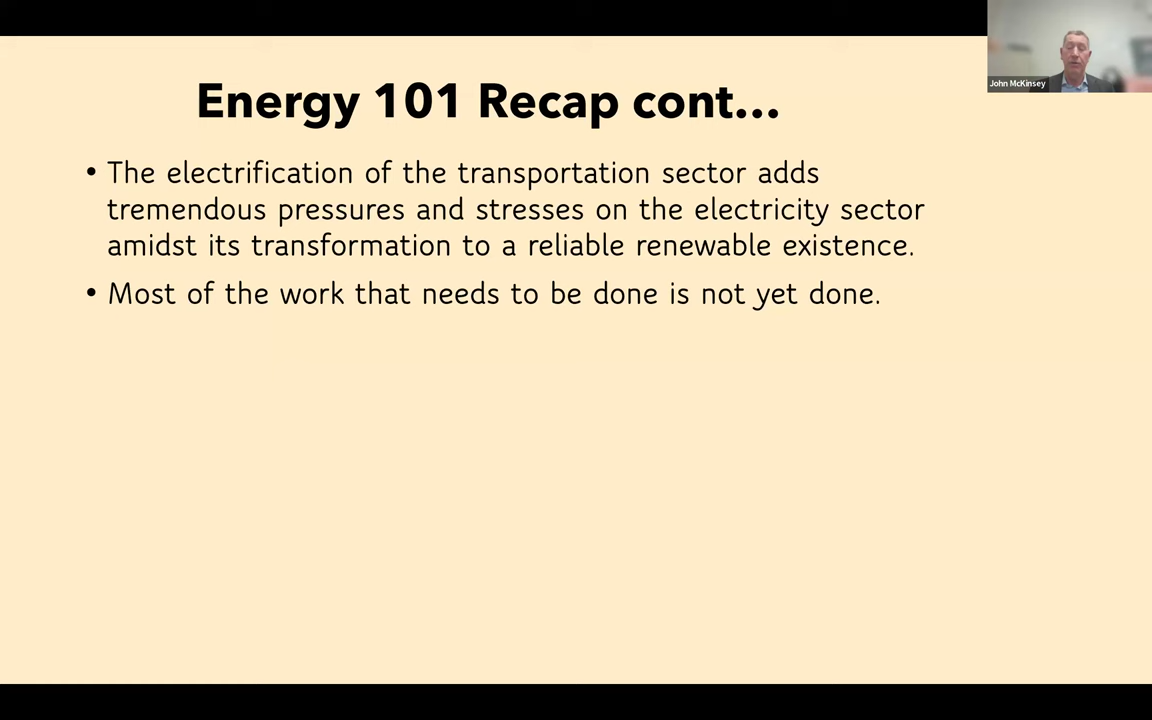 John McKinsey
Energy 101 Recap cont...
• The electrification of the transportation sector adds
tremendous pressures and stresses on the electricity sector
amidst its transformation to a reliable renewable existence.
• Most of the work that needs to be done is not yet done.